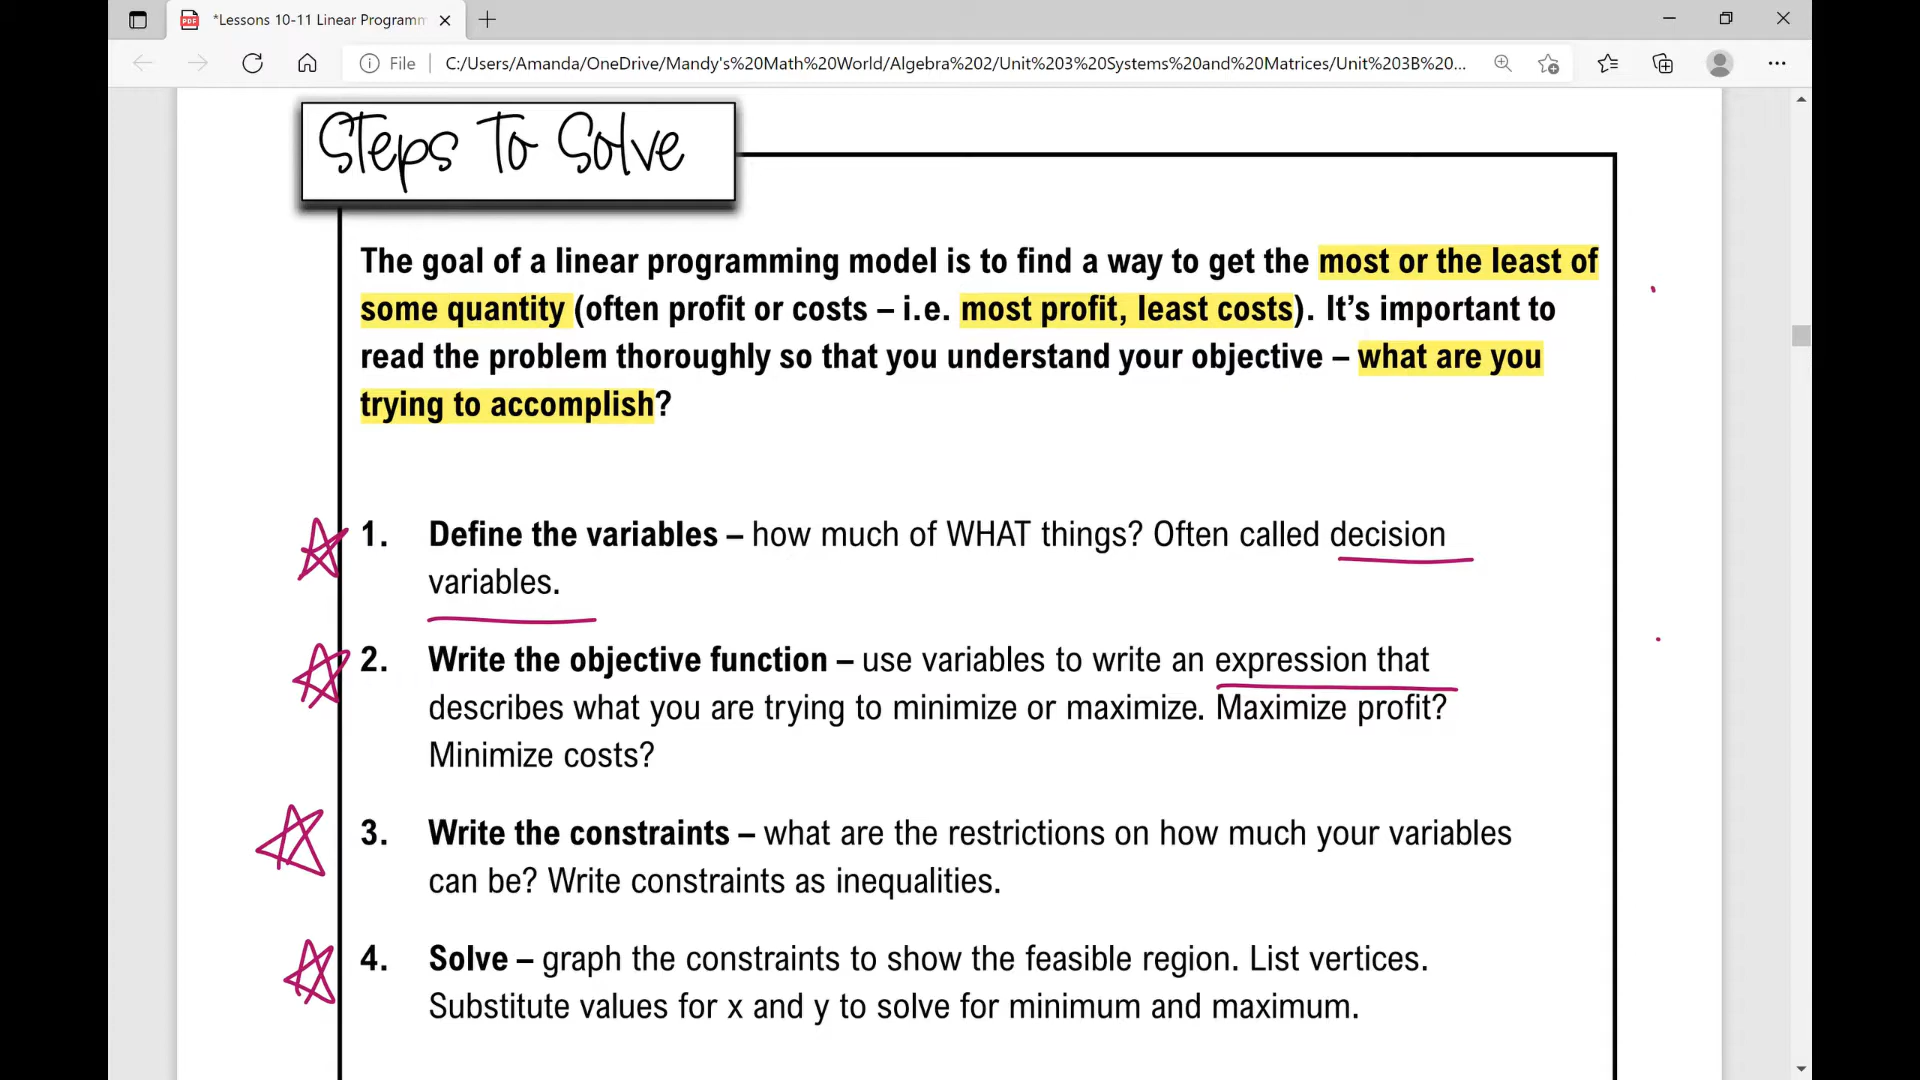 *Lessons 10-11 Linear Programm
File
C:/Users/Amanda/OneDrive/Mandy's%20Math%20World/Algebra%202/Unit%203%20Systems%20and%20Matrices/Unit%203B%20...
Steps To Solve
The goal of a linear programming model is to find a way to get the most or the least of
some quantity (often profit or costs – i.e. most profit, least costs). It’s important to
read the problem thoroughly so that you understand your objective – what are you
trying to accomplish?
1. Define the variables – how much of WHAT things? Often called decision
variables.
2. Write the objective function – use variables to write an expression that
describes what you are trying to minimize or maximize. Maximize profit?
Minimize costs?
3. Write the constraints – what are the restrictions on how much your variables
can be? Write constraints as inequalities.
4. Solve – graph the constraints to show the feasible region. List vertices.
Substitute values for x and y to solve for minimum and maximum.